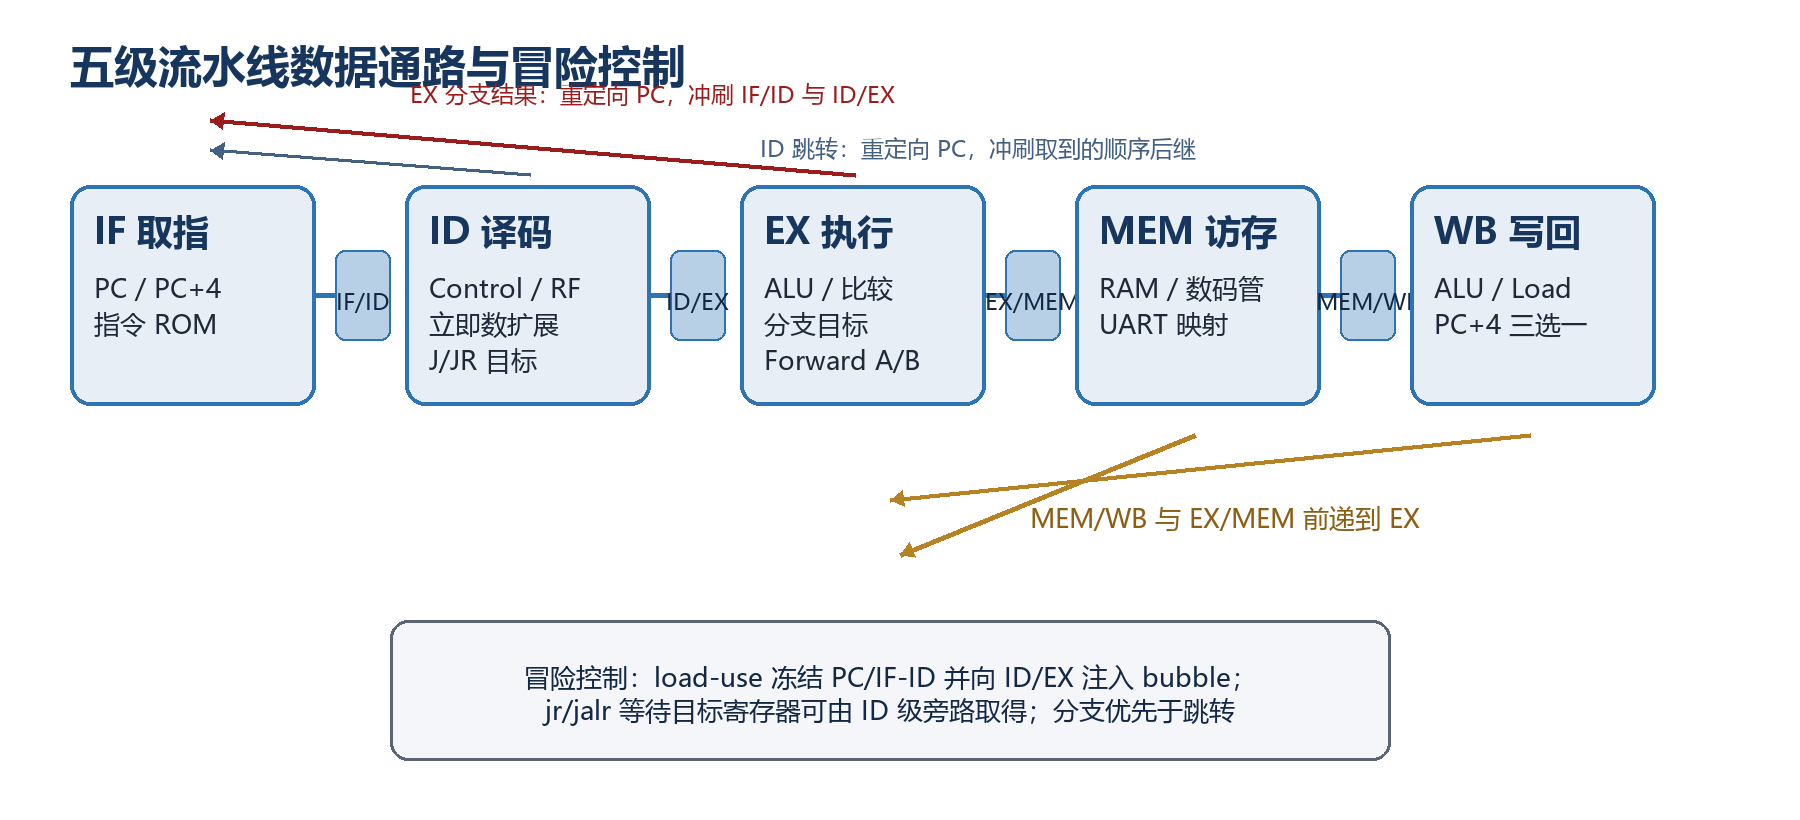 五级流水线数据通路与冒险控制
EX 分支结果：重定向 PC，冲刷 IF/ID 与 ID/EX
ID 跳转：重定向 PC，冲刷取到的顺序后继
IF 取指
PC / PC+4
指令 ROM
IF/ID
ID 译码
Control / RF
立即数扩展
J/JR 目标
ID/EX
EX 执行
ALU / 比较
分支目标
Forward A/B
EX/MEM
MEM 访存
RAM / 数码管
UART 映射
MEM/WB
WB 写回
ALU / Load
PC+4 三选一
MEM/WB 与 EX/MEM 前递到 EX
冒险控制：load-use 冻结 PC/IF-ID 并向 ID/EX 注入 bubble；
jr/jalr 等待目标寄存器可由 ID 级旁路取得；分支优先于跳转